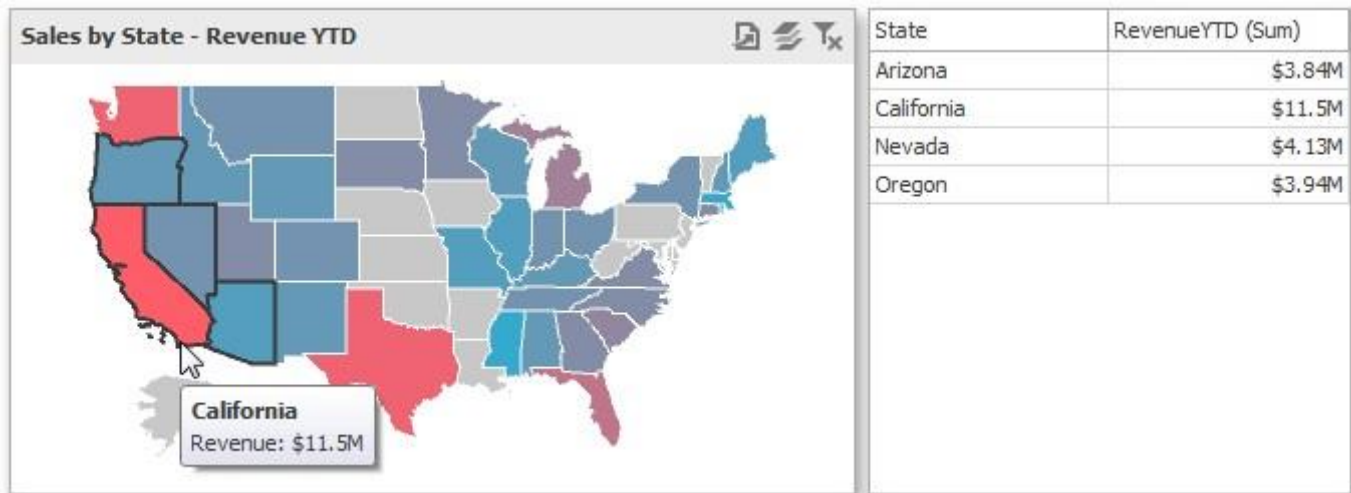 Sales by State - Revenue YTD
California
Revenue: $11.5M
State RevenueYTD (Sum)
Arizona $3.84M
California $11.5M
Nevada $4.13M
Oregon $3.94M